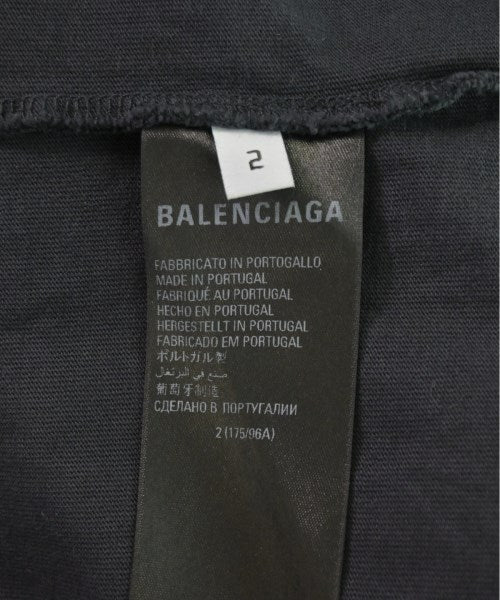 2
BALENCIAGA
FABBRICATO IN PORTOGALLO
MADE IN PORTUGAL
FABRIQUÉ AU PORTUGAL
HECHO EN PORTUGAL
HERGESTELLT IN PORTUGAL
FABRICADO EM PORTUGAL
ポルトガル製
صنع في البرتغال
葡萄牙制造
СДЕЛАНО В ПОРТУГАЛИИ
2 (175/96A)